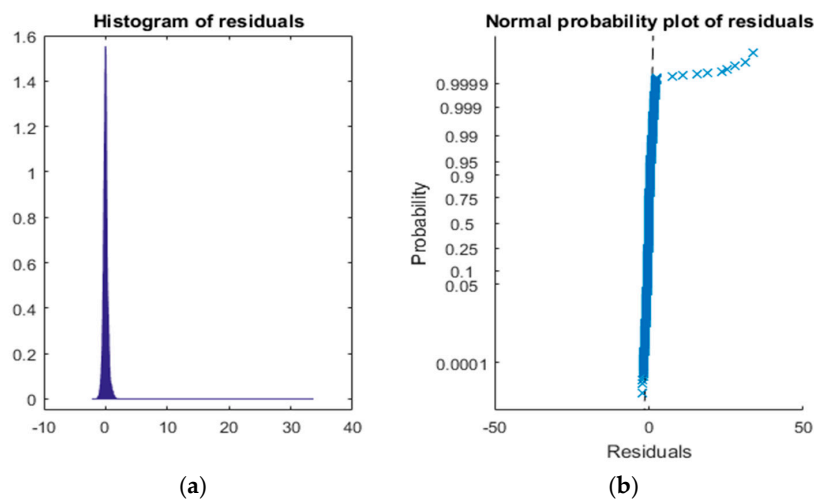 Histogram of residuals
1.6
1.4
1.2
1
0.8
0.6
0.4
0.2
0
-10 0 10 20 30 40
(a)
Normal probability plot of residuals
Probability
0.9999
0.999
0.99
0.95
0.9
0.75
0.5
0.25
0.1
0.05
0.0001
-50 0 50
Residuals
(b)